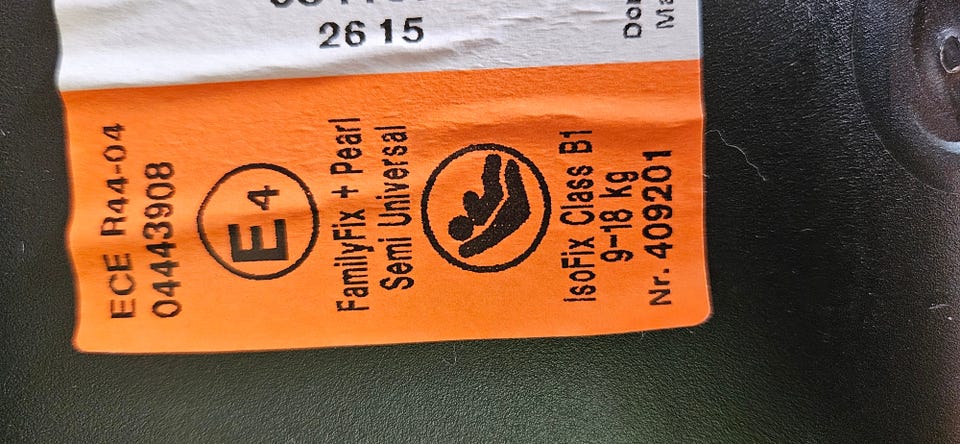 26 15
ECE R44-04
04443908
E4
FamilyFix + Pearl
Semi Universal
IsoFix Class B1
9-18 kg
Nr. 409201